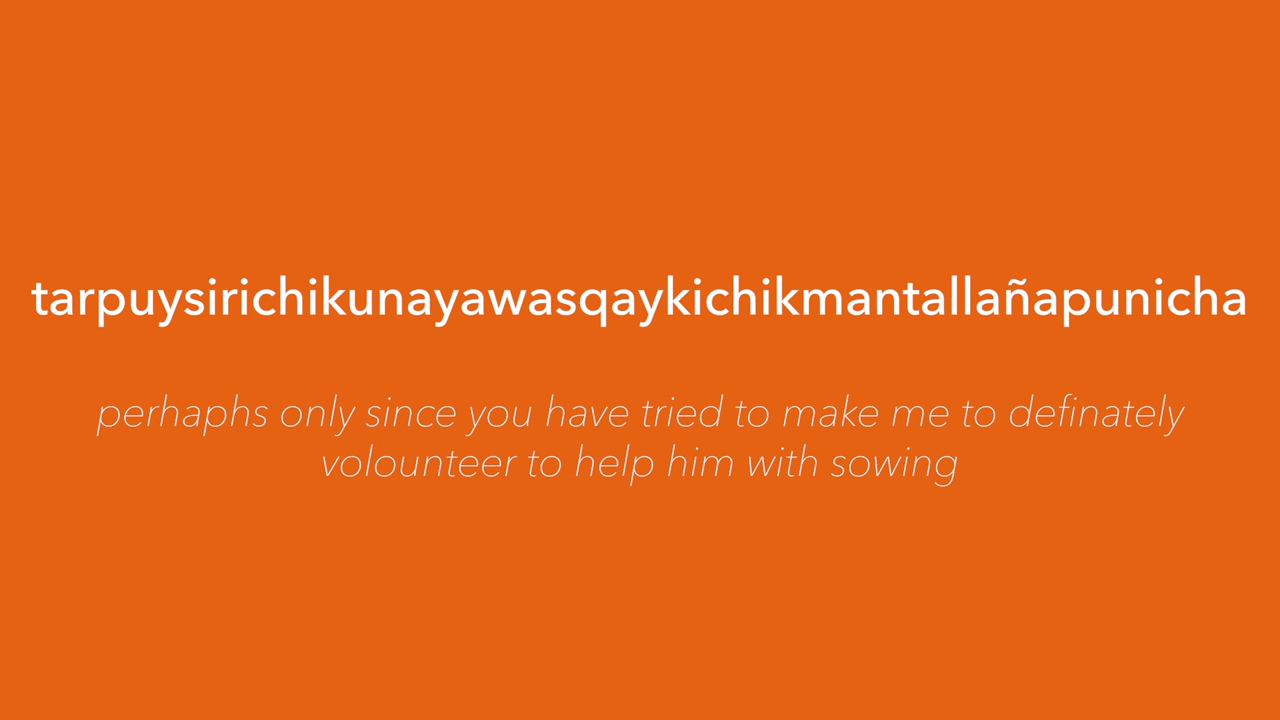 tarpuysirichikunayawasqaykichikmantallañapunicha
perhaphs only since you have tried to make me to definately
volounteer to help him with sowing